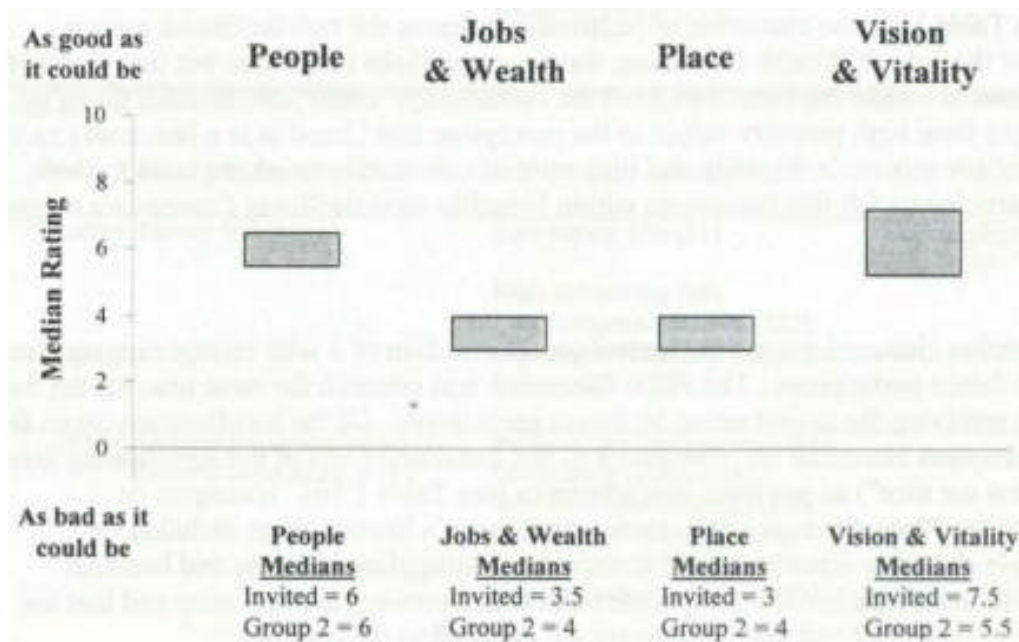 As good as it could be
People
Jobs & Wealth
Place
Vision & Vitality
Median Rating
10
8
6
4
2
0
As bad as it could be
People
Medians
Invited = 6
Group 2 = 6
Jobs & Wealth
Medians
Invited = 3.5
Group 2 = 4
Place
Medians
Invited = 3
Group 2 = 4
Vision & Vitality
Medians
Invited = 7.5
Group 2 = 5.5